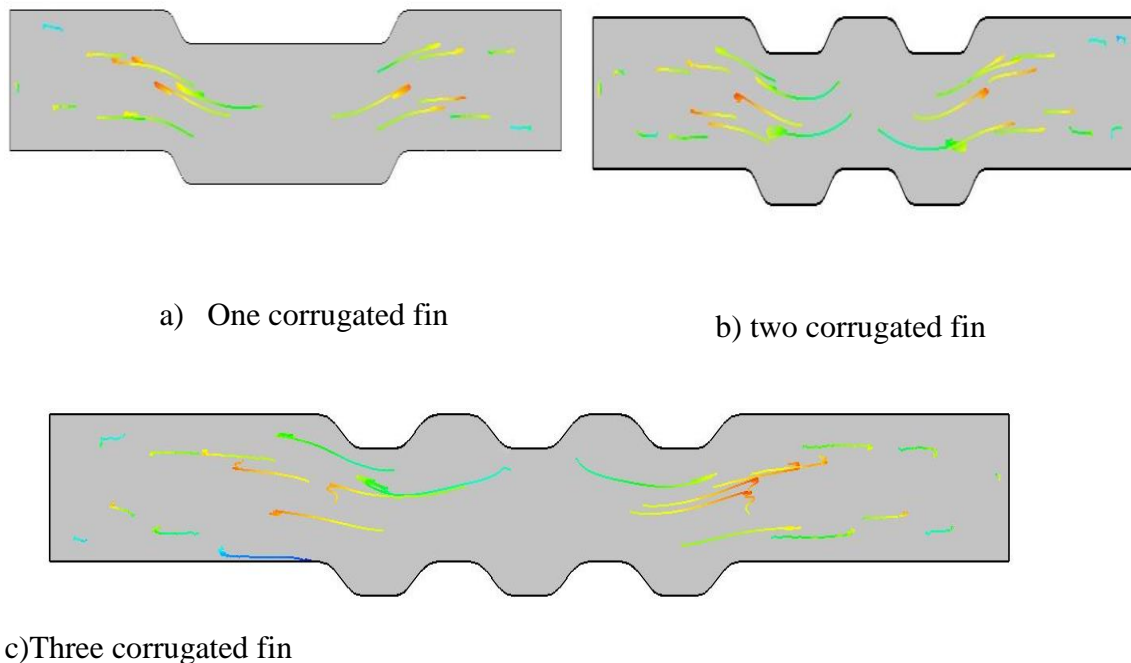 a) One corrugated fin
b) two corrugated fin
c)Three corrugated fin